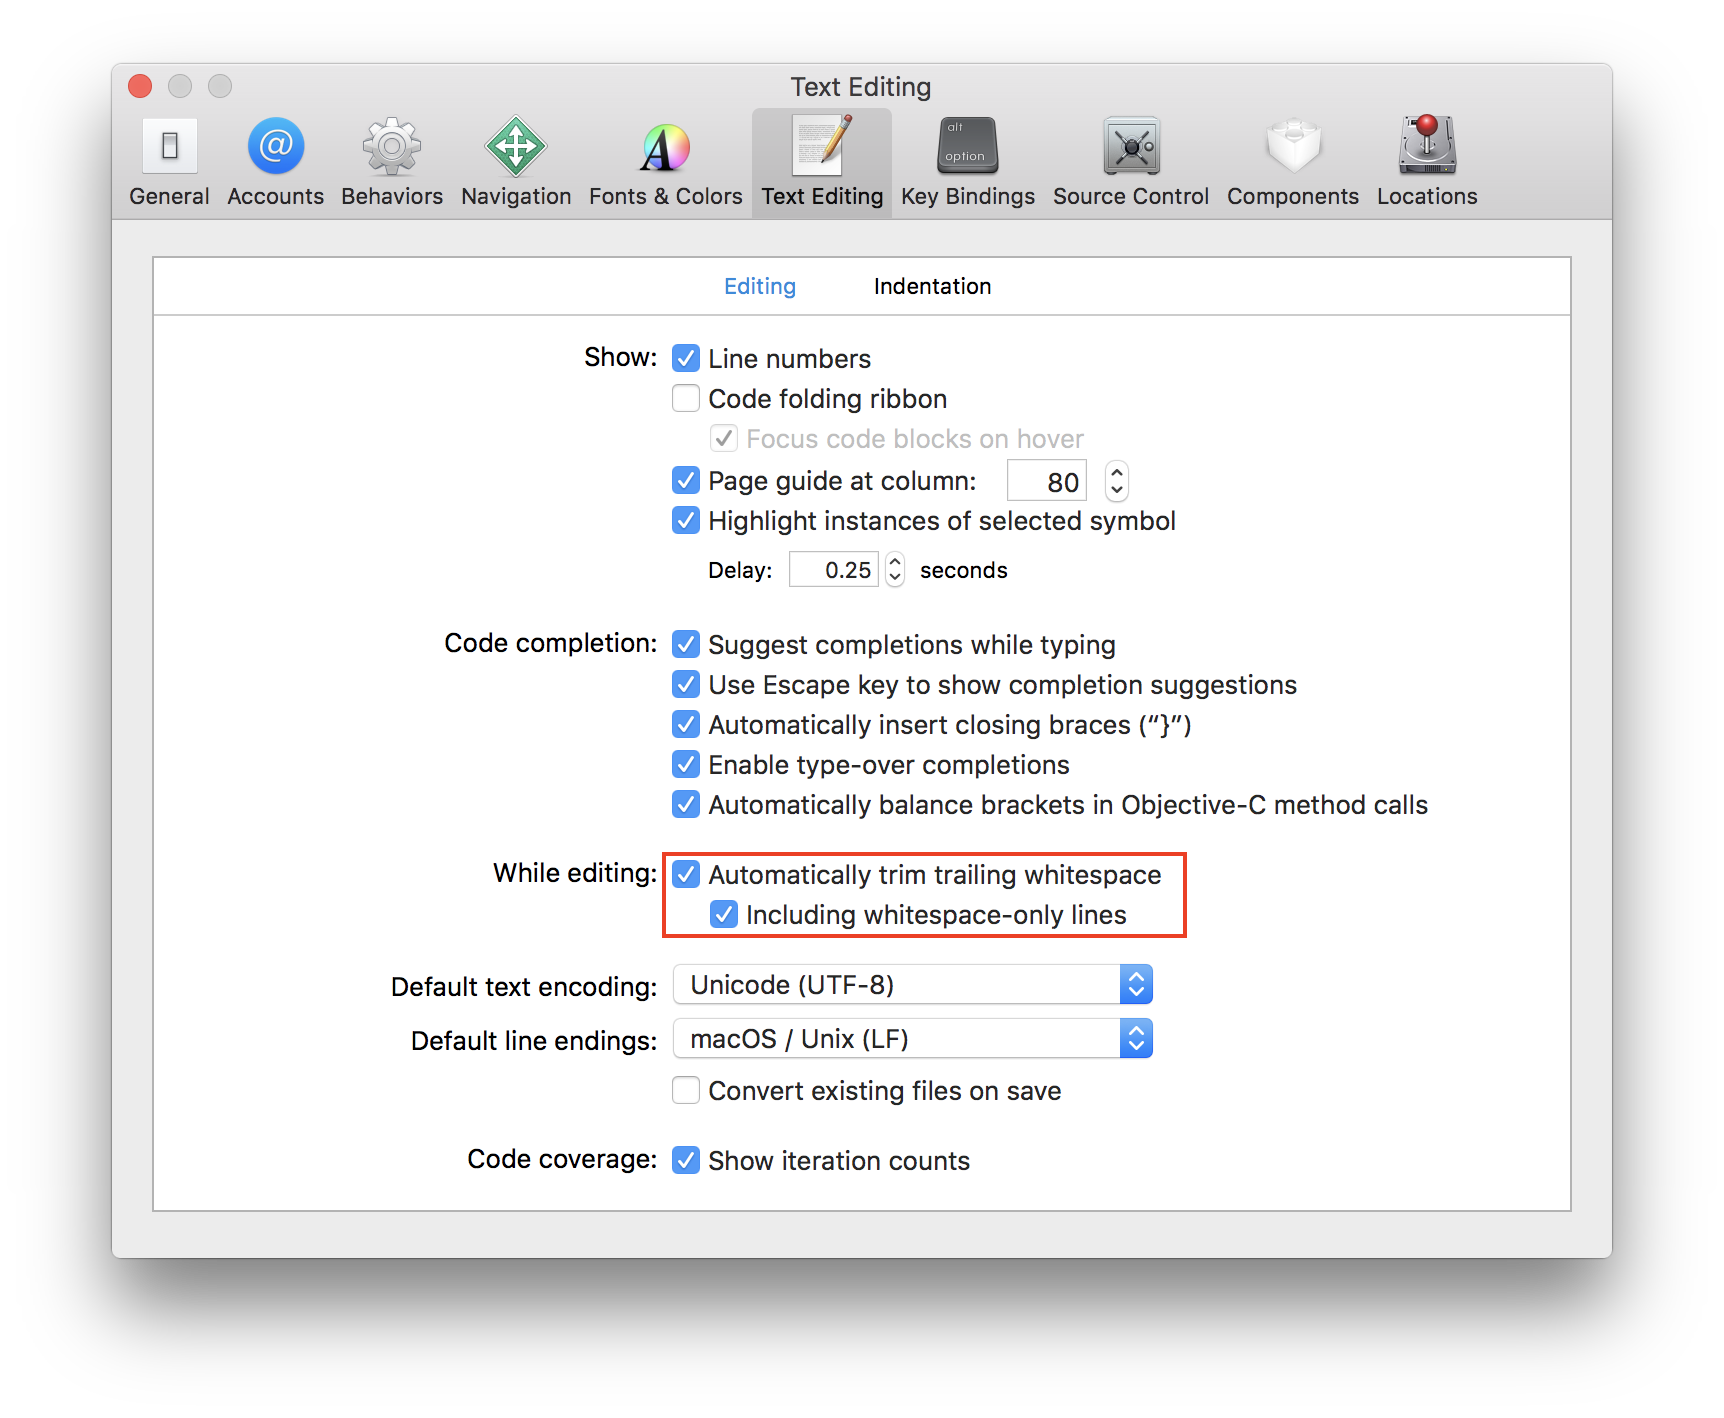 Text Editing
General Accounts Behaviors Navigation Fonts & Colors Text Editing alt option Key Bindings Source Control Components Locations
Editing Indentation
Show: Line numbers
Code folding ribbon
Focus code blocks on hover
Page guide at column: 80
Highlight instances of selected symbol
Delay: 0.25 seconds
Code completion: Suggest completions while typing
Use Escape key to show completion suggestions
Automatically insert closing braces (“}”)
Enable type-over completions
Automatically balance brackets in Objective-C method calls
While editing: Automatically trim trailing whitespace
Including whitespace-only lines
Default text encoding: Unicode (UTF-8)
Default line endings: macOS / Unix (LF)
Convert existing files on save
Code coverage: Show iteration counts